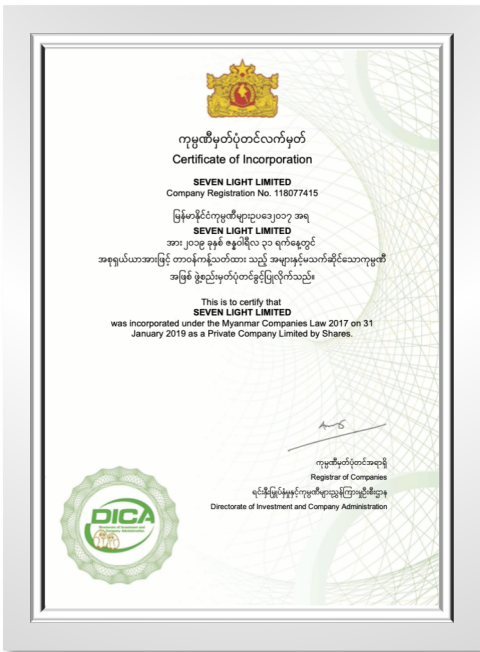 ကုမ္ပဏီမှတ်ပုံတင်လက်မှတ်
Certificate of Incorporation
SEVEN LIGHT LIMITED
Company Registration No. 118077415
မြန်မာနိုင်ငံကုမ္ပဏီများဥပဒေ၂၀၁၇ အရ
SEVEN LIGHT LIMITED
အား ၂၀၁၉ ခုနှစ် ဇန္နဝါရီလ ၃၁ ရက်နေ့တွင်
အစုရှယ်ယာအားဖြင့် တာဝန်ကန့်သတ်ထား သည့် အများနှင့်မသက်ဆိုင်သောကုမ္ပဏီ
အဖြစ် ဖွဲ့စည်းမှတ်ပုံတင်ခွင့်ပြုလိုက်သည်။
This is to certify that
SEVEN LIGHT LIMITED
was incorporated under the Myanmar Companies Law 2017 on 31
January 2019 as a Private Company Limited by Shares.
ကုမ္ပဏီမှတ်ပုံတင်အရာရှိ
Registrar of Companies
ရင်းနှီးမြှုပ်နှံမှုနှင့်ကုမ္ပဏီများညွှန်ကြားမှုဦးစီးဌာန
Directorate of Investment and Company Administration
DICA
Directorate of Investment and
Company Administration